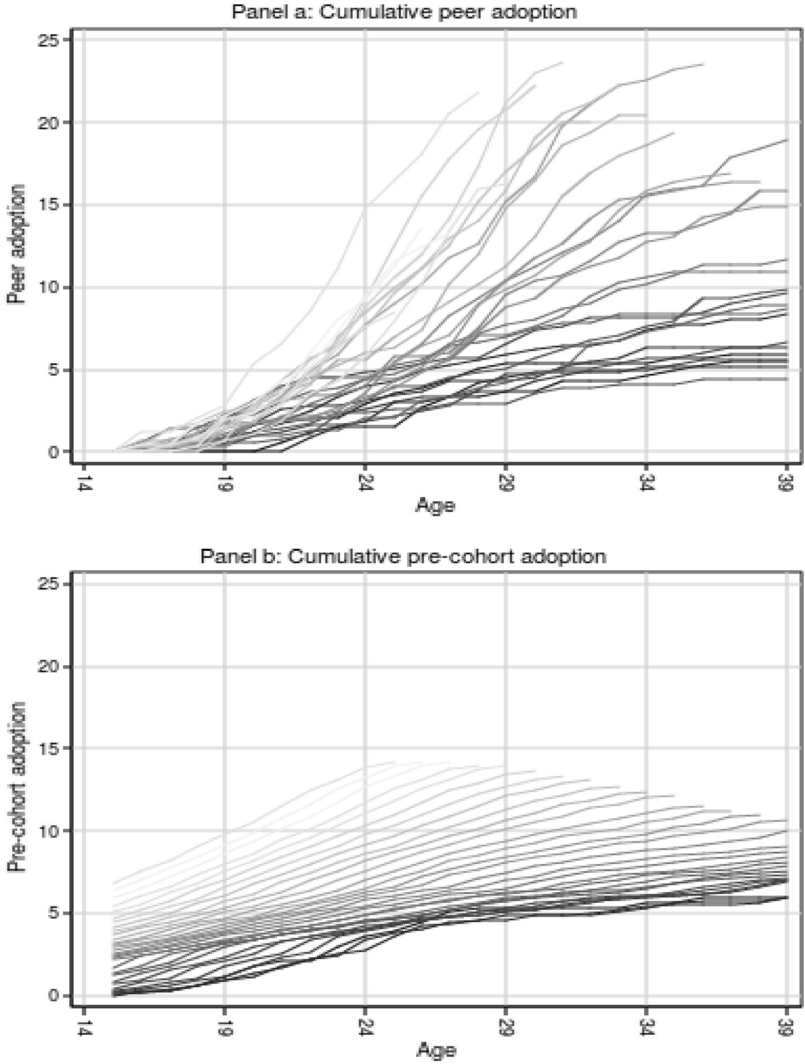 Panel a: Cumulative peer adoption
25
20
15
10
5
0
Peer adoption
14 19 24 29 34 39
Age
Panel b: Cumulative pre-cohort adoption
25
20
15
10
5
0
Pre-cohort adoption
14 19 24 29 34 39
Age